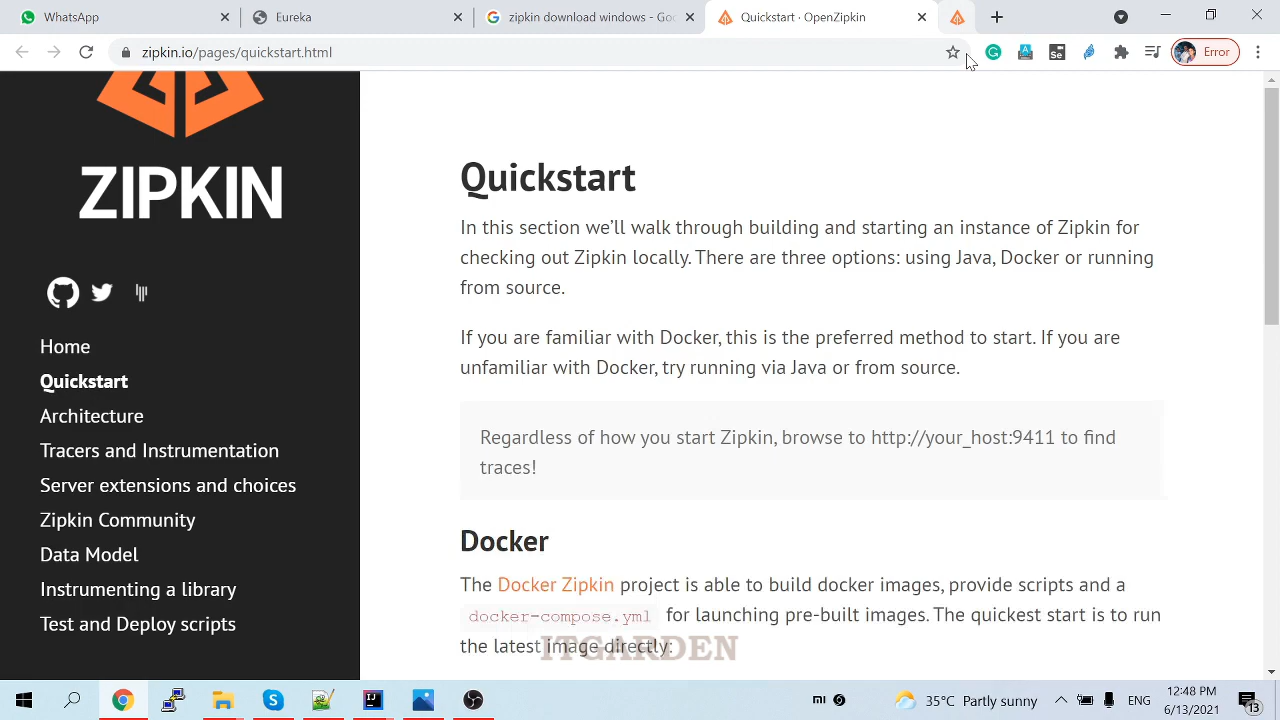 WhatsApp
Eureka
zipkin download windows - Goo
Quickstart · OpenZipkin
zipkin.io/pages/quickstart.html
Se
Error
ZIPKIN
Home
Quickstart
Architecture
Tracers and Instrumentation
Server extensions and choices
Zipkin Community
Data Model
Instrumenting a library
Test and Deploy scripts
Quickstart
In this section we’ll walk through building and starting an instance of Zipkin for
checking out Zipkin locally. There are three options: using Java, Docker or running
from source.
If you are familiar with Docker, this is the preferred method to start. If you are
unfamiliar with Docker, try running via Java or from source.
Regardless of how you start Zipkin, browse to http://your_host:9411 to find
traces!
Docker
The Docker Zipkin project is able to build docker images, provide scripts and a
docker-compose.yml for launching pre-built images. The quickest start is to run
the latest image directly:
ITGARDEN
35°C Partly sunny
ENG
12:48 PM
6/13/2021
13